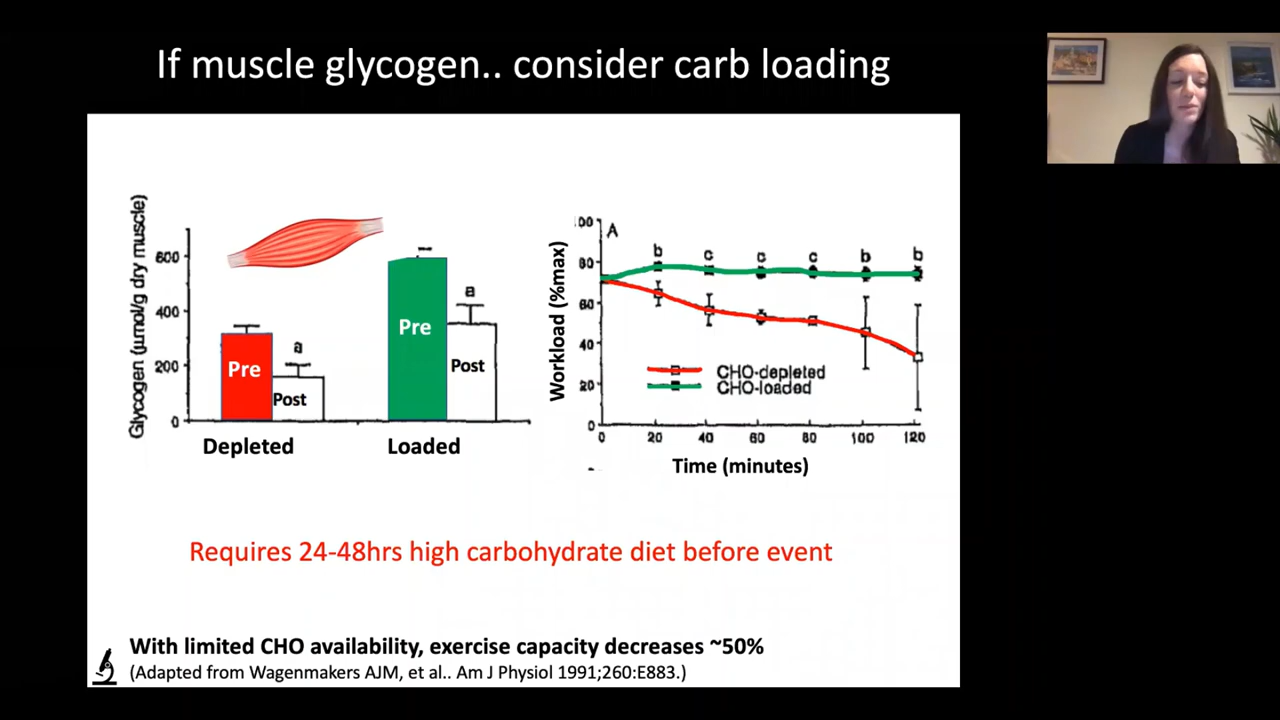 If muscle glycogen.. consider carb loading
Glycogen (μmol/g dry muscle)
600
400
200
0
Pre
a
Post
Pre
a
Post
Depleted
Loaded
Workload (%max)
100
80
60
40
20
0
A
b
c
c
c
b
b
CHO-depleted
CHO-loaded
0
20
40
60
80
100
120
Time (minutes)
Requires 24-48hrs high carbohydrate diet before event
With limited CHO availability, exercise capacity decreases ~50%
(Adapted from Wagenmakers AJM, et al.. Am J Physiol 1991;260:E883.)